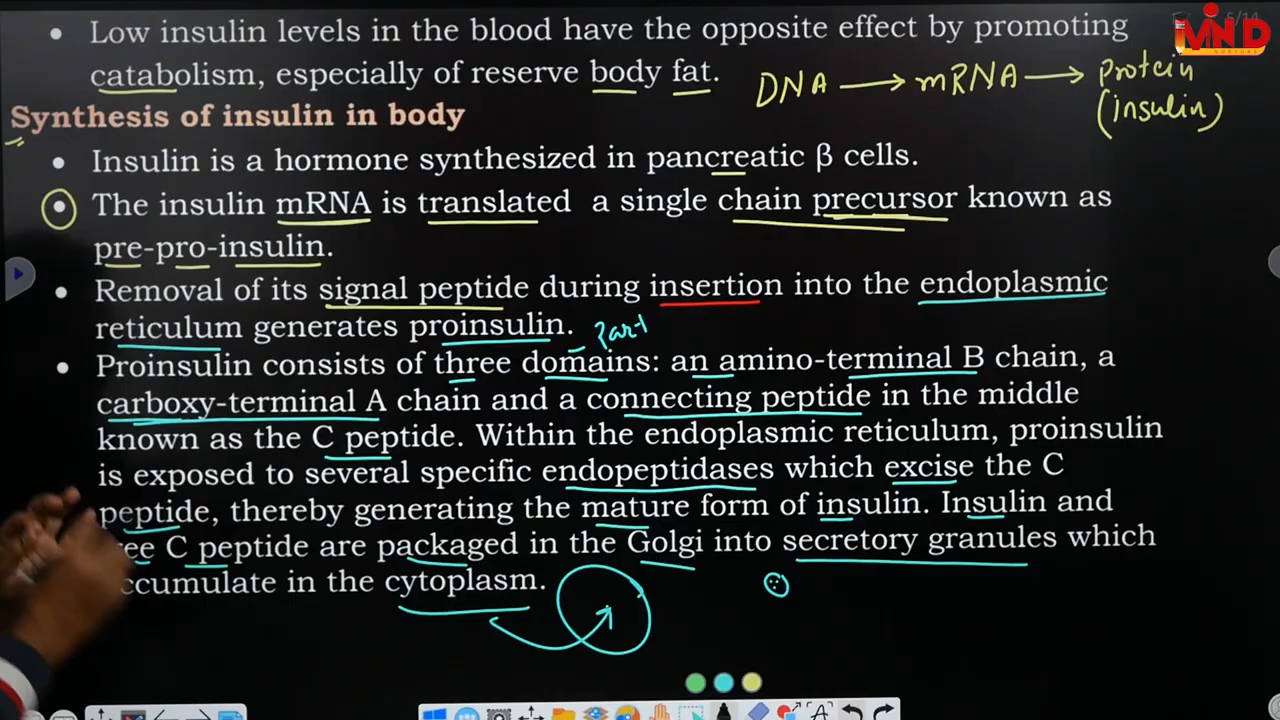 5/14
MIND
NURTURE
• Low insulin levels in the blood have the opposite effect by promoting
catabolism, especially of reserve body fat.
DNA → mRNA → protein
(insulin)
Synthesis of insulin in body
• Insulin is a hormone synthesized in pancreatic β cells.
• The insulin mRNA is translated a single chain precursor known as
pre-pro-insulin.
• Removal of its signal peptide during insertion into the endoplasmic
reticulum generates proinsulin.
• Proinsulin consists of three domains: an amino-terminal B chain, a
carboxy-terminal A chain and a connecting peptide in the middle
known as the C peptide. Within the endoplasmic reticulum, proinsulin
is exposed to several specific endopeptidases which excise the C
peptide, thereby generating the mature form of insulin. Insulin and
C peptide are packaged in the Golgi into secretory granules which
in the cytoplasm.